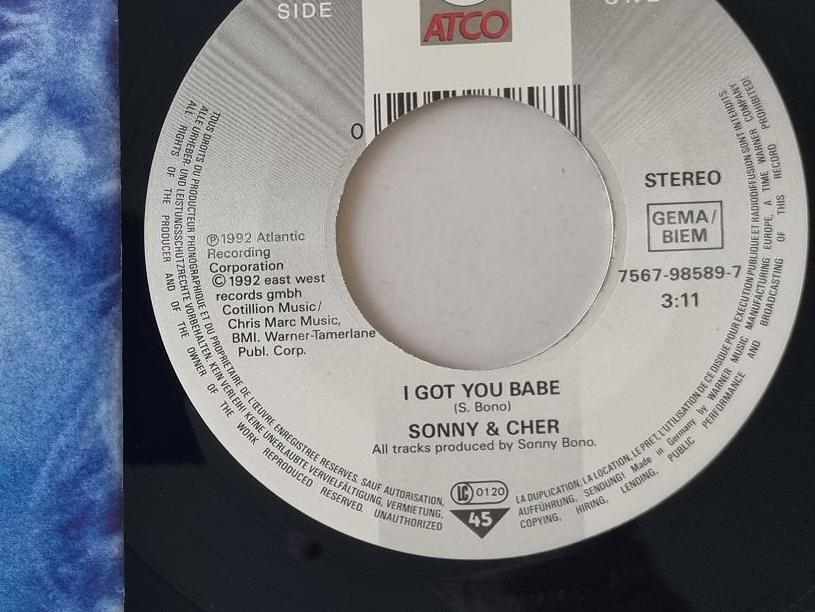 SIDE
ATCO
0
STEREO
GEMA/
BIEM
7567-98589-7
3:11
℗ 1992 Atlantic
Recording
Corporation
© 1992 east west
records gmbh
Cotillion Music/
Chris Marc Music,
BMI. Warner-Tamerlane
Publ. Corp.
I GOT YOU BABE
(S. Bono)
SONNY & CHER
All tracks produced by Sonny Bono.
LC 0120
45
TOUS DROITS DU PRODUCTEUR PHONOGRAPHIQUE ET DU PROPRIETAIRE DE L'ŒUVRE ENREGISTREE RESERVES. SAUF AUTORISATION, LA DUPLICATION, LA LOCATION, LE PRET, L'UTILISATION DE CE DISQUE POUR EXECUTION PUBLIQUE ET RADIODIFFUSION SONT INTERDITS
ALLE URHEBER- UND LEISTUNGSSCHUTZRECHTE VORBEHALTEN. KEIN VERLEIH! KEINE UNERLAUBTE VERVIELFÄLTIGUNG, VERMIETUNG, AUFFÜHRUNG, SENDUNG! Made in Germany by WARNER MUSIC MANUFACTURING EUROPE, A TIME WARNER COMPANY
ALL RIGHTS OF THE PRODUCER AND OF THE OWNER OF THE WORK REPRODUCED RESERVED. UNAUTHORIZED COPYING, HIRING, LENDING, PUBLIC PERFORMANCE AND BROADCASTING OF THIS RECORD PROHIBITED!